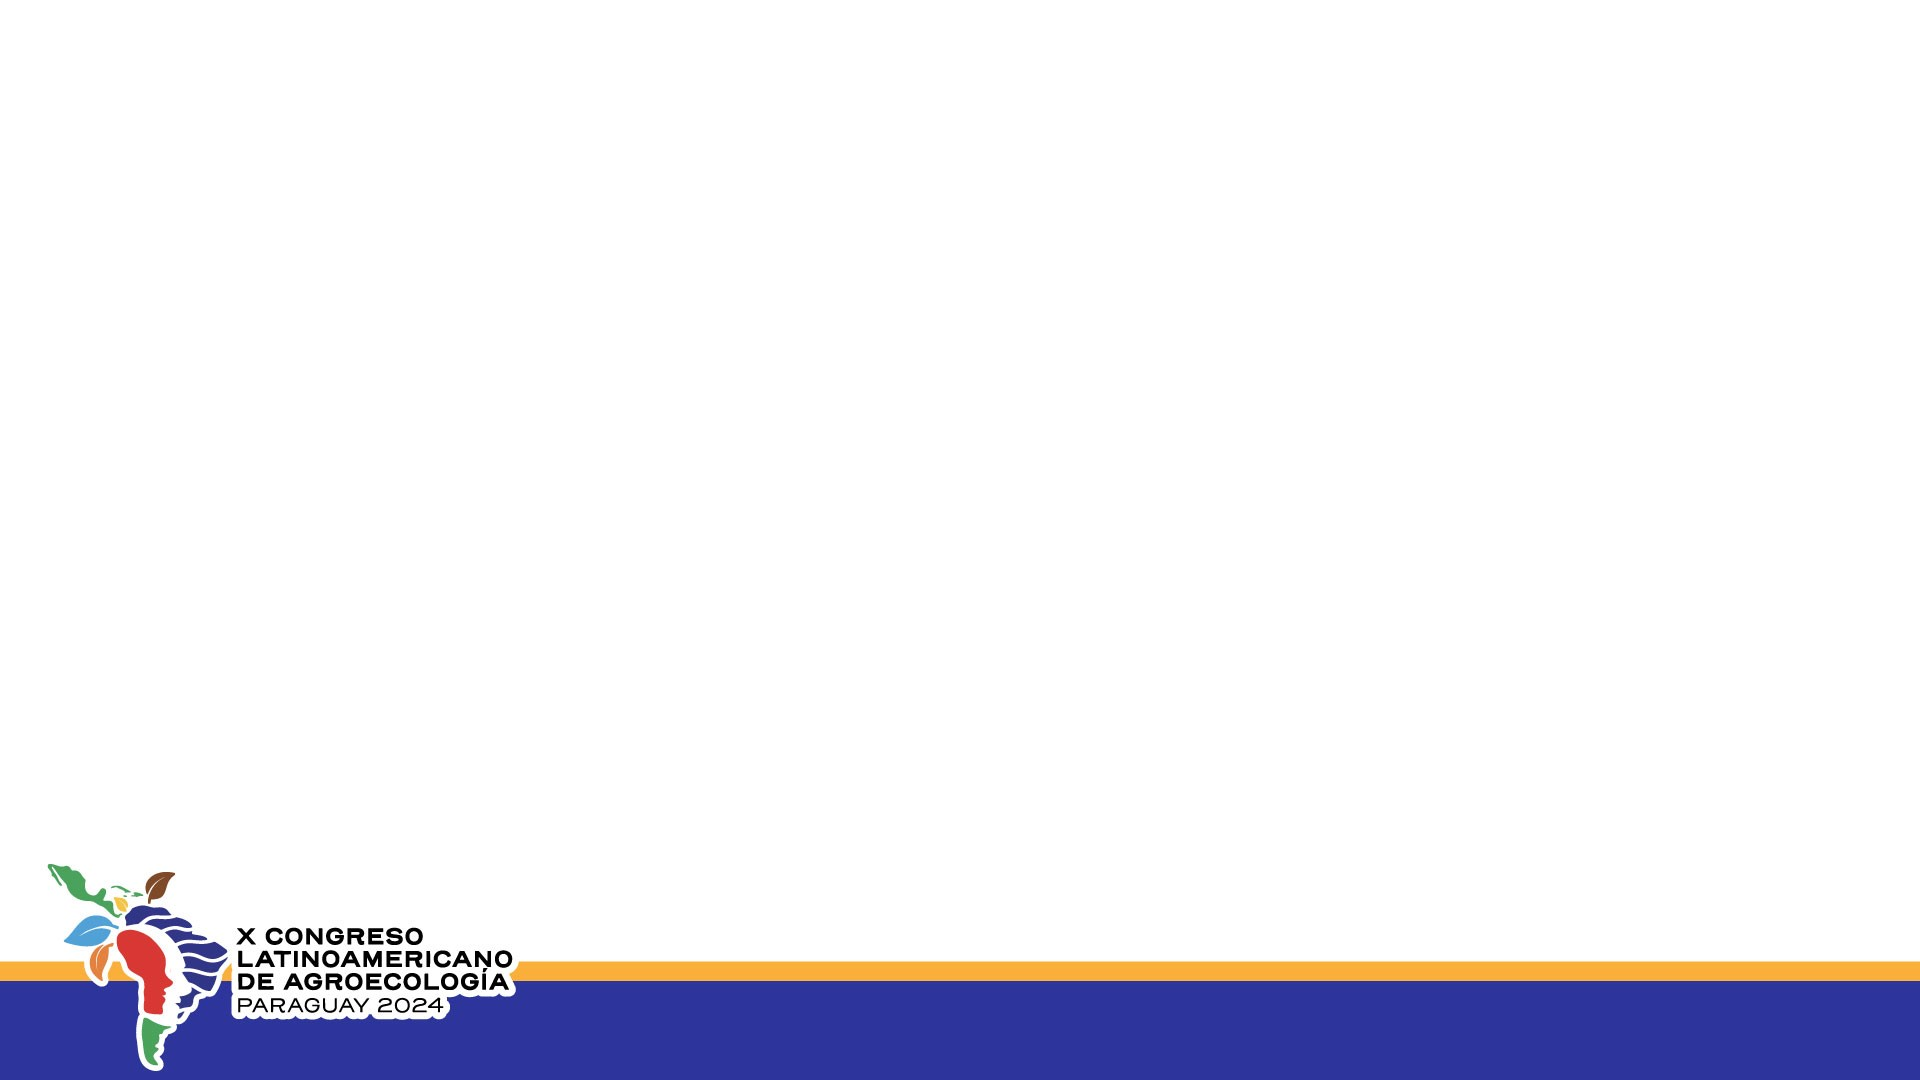 X CONGRESO
LATINOAMERICANO
DE AGROECOLOGÍA
PARAGUAY 2024